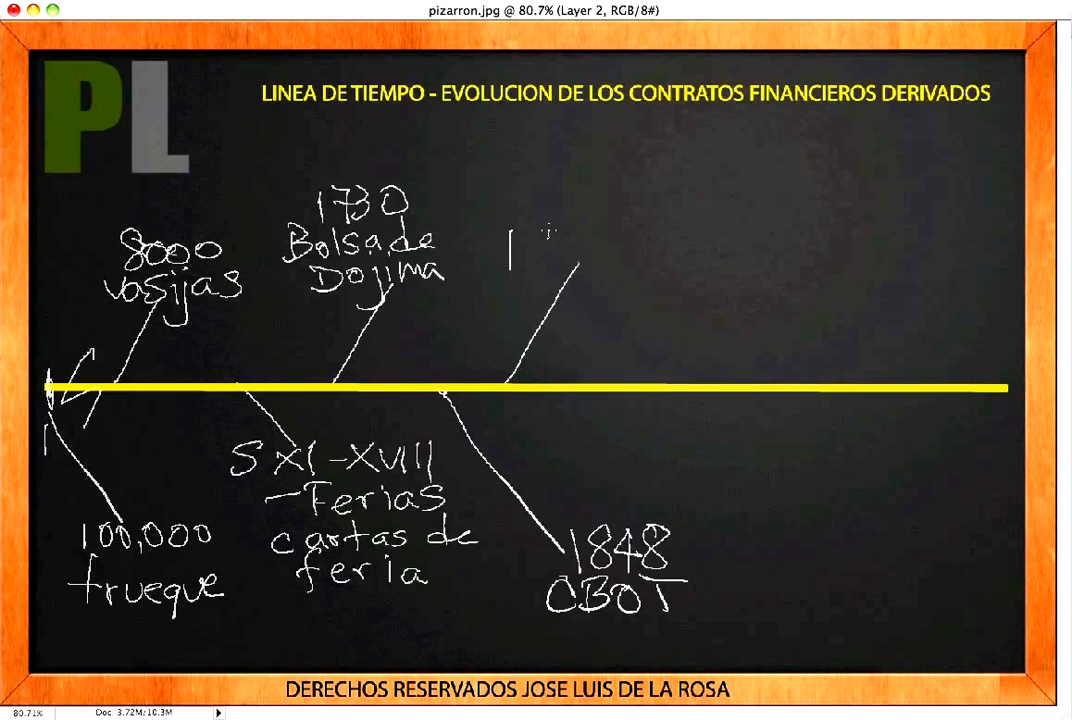 pizarron.jpg @ 80.7% (Layer 2, RGB/8#)
PL
LINEA DE TIEMPO - EVOLUCION DE LOS CONTRATOS FINANCIEROS DERIVADOS
8000
vasijas
1730
Bolsa de
Dojima
1
100,000
trueque
S XI - XVIII
- Ferias
cartas de
feria
1848
CBOT
DERECHOS RESERVADOS JOSE LUIS DE LA ROSA
80.71%
Doc: 3.72M/10.3M